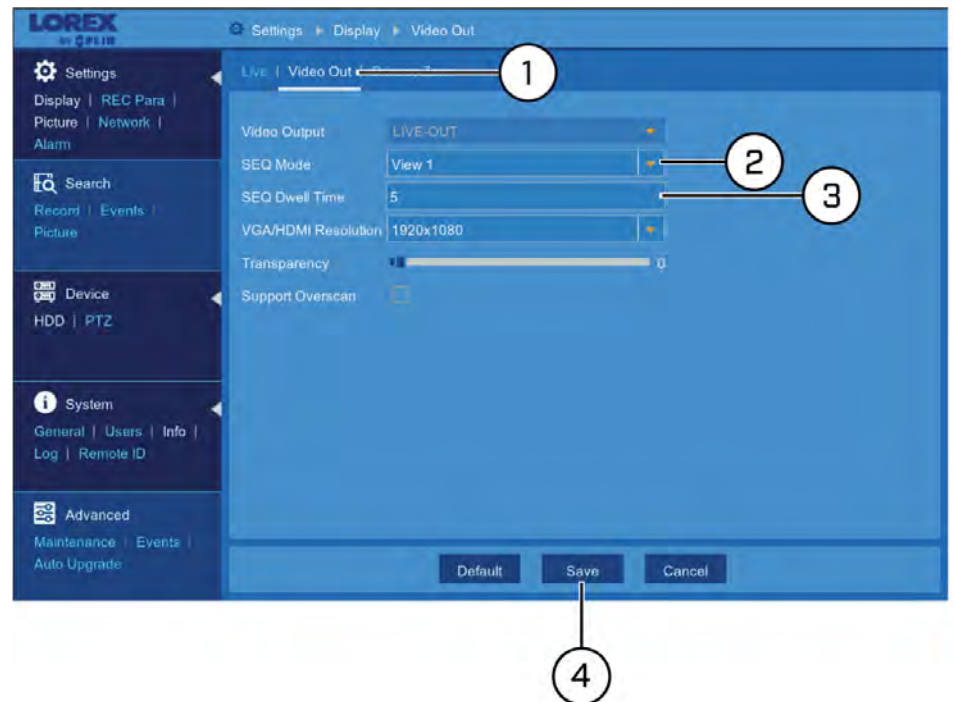 LOREX
BY FLIR
Settings Display Video Out
Settings
Display | REC Para |
Picture | Network |
Alarm
Search
Record | Events |
Picture
Device
HDD | PTZ
System
General | Users | Info |
Log | Remote ID
Advanced
Maintenance | Events |
Auto Upgrade
Live | Video Out |
1
Video Output LIVE-OUT
SEQ Mode View 1
2
SEQ Dwell Time 5
3
VGA/HDMI Resolution 1920x1080
Transparency 0
Support Overscan
Default Save Cancel
4